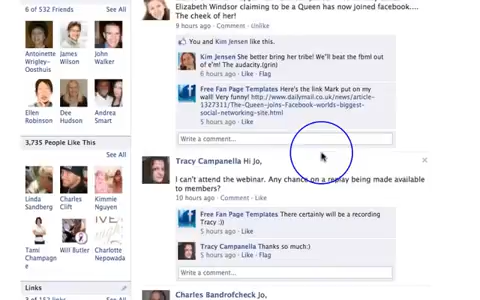 6 of 532 Friends
See All
Antoinette
Wrigley-
Oosthuis
James
Wilson
John
Walker
Ellen
Robinson
Dee
Hudson
Andrea
Smart
3,735 People Like This
See All
Linda
Sandberg
Charles
Clift
Kimmie
Nguyen
Tami
Champagn
e
Will Butler
Charlotte
Nepowada
Links
See All
Elizabeth Windsor claiming to be a Queen has now joined facebook....
The cheek of her!
9 hours ago · Comment · Unlike
You and Kim Jensen like this.
Kim Jensen She better bring her tribe! We'll beat the fbml out
of e'm! The audacity.(grin)
6 hours ago · Like · Flag
Free Fan Page Templates Here's the link Mark put on
my wall! Very funny! http://www.dailymail.co.uk/news/article
-1327311/The-Queen-joins-Facebook-worlds-biggest-
social-networking-site.html
5 hours ago · Like
Write a comment...
Tracy Campanella Hi Jo,
I can't attend the webinar. Any chance on a replay being made available
to members?
10 hours ago · Comment · Like
Free Fan Page Templates There certainly will be a recording
Tracy :))
5 hours ago · Like
Tracy Campanella Thanks so much:)
5 hours ago · Like · Flag
Write a comment...
Charles Bandrofcheck Jo,